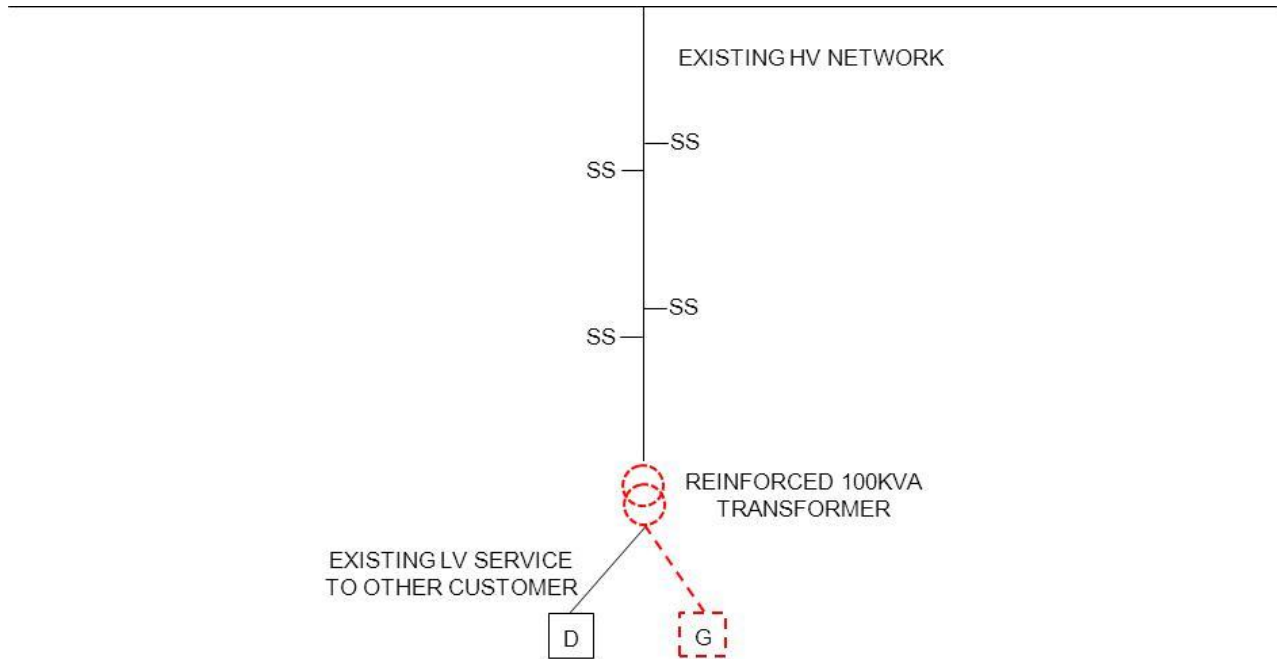 EXISTING HV NETWORK
SS
SS
SS
SS
REINFORCED 100KVA
TRANSFORMER
EXISTING LV SERVICE
TO OTHER CUSTOMER
D
G